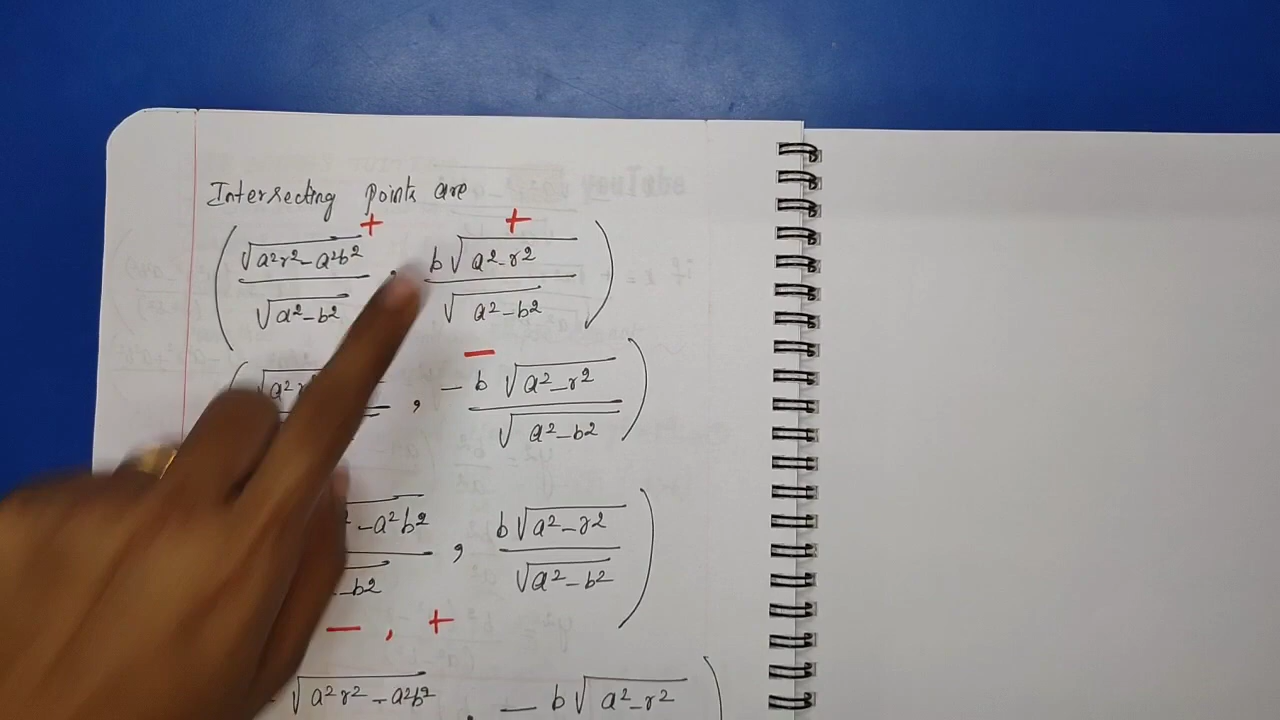 Intersecting points are
+ +
(√(a²r²-a²b²)/√(a²-b²), b√(a²-r²)/√(a²-b²))
−
(√(a²r, - b√(a²-r²)/√(a²-b²))
-a²b² / -b², b√(a²-r²)/√(a²-b²))
− , +
- √(a²r²-a²b²), - b√(a²-r²))